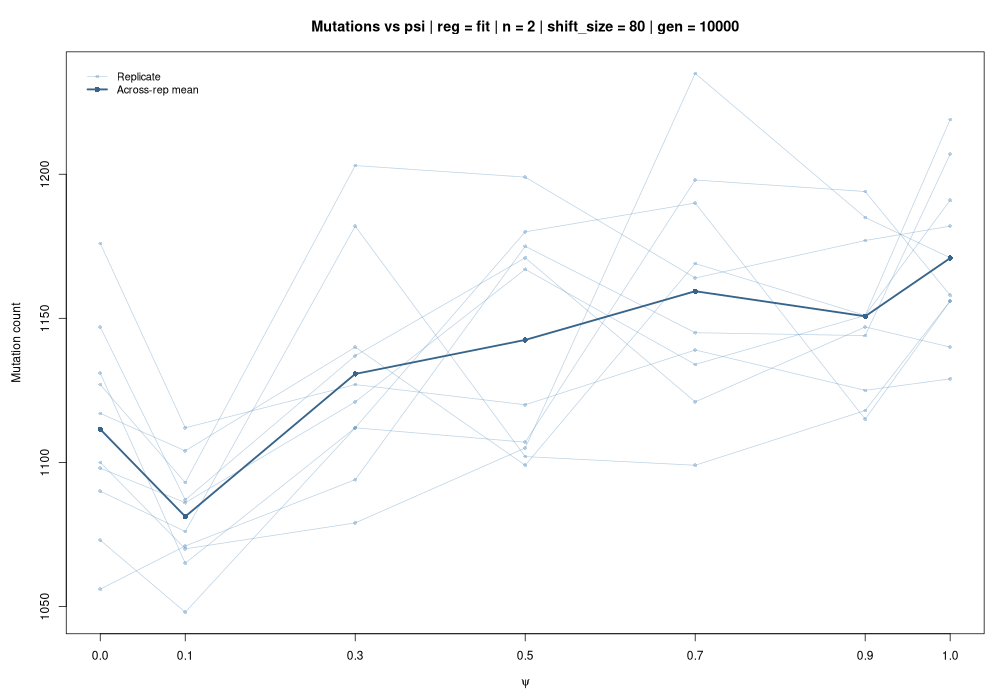 Mutations vs psi | reg = fit | n = 2 | shift_size = 80 | gen = 10000
Replicate
Across-rep mean
Mutation count
1200
1150
1100
1050
0.0 0.1 0.3 0.5 0.7 0.9 1.0
ψ